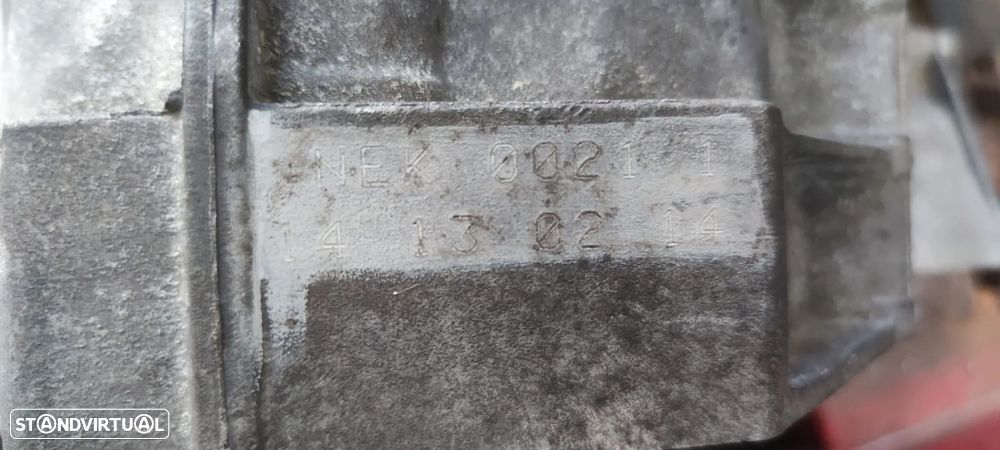 NEK 0021 1
14 13 02 14
STANDVIRTUAL